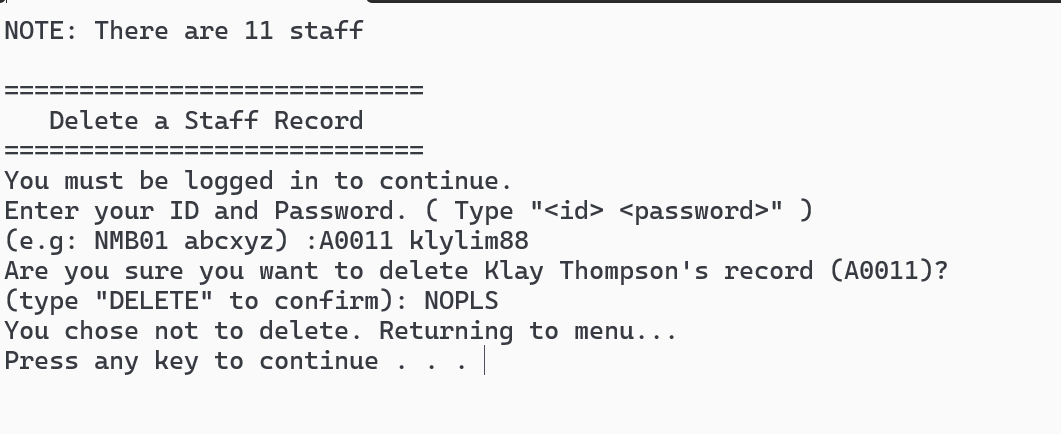 NOTE: There are 11 staff
============================
Delete a Staff Record
============================
You must be logged in to continue.
Enter your ID and Password. ( Type "<id> <password>" )
(e.g: NMB01 abcxyz) :A0011 klylim88
Are you sure you want to delete Klay Thompson's record (A0011)?
(type "DELETE" to confirm): NOPLS
You chose not to delete. Returning to menu...
Press any key to continue . . .